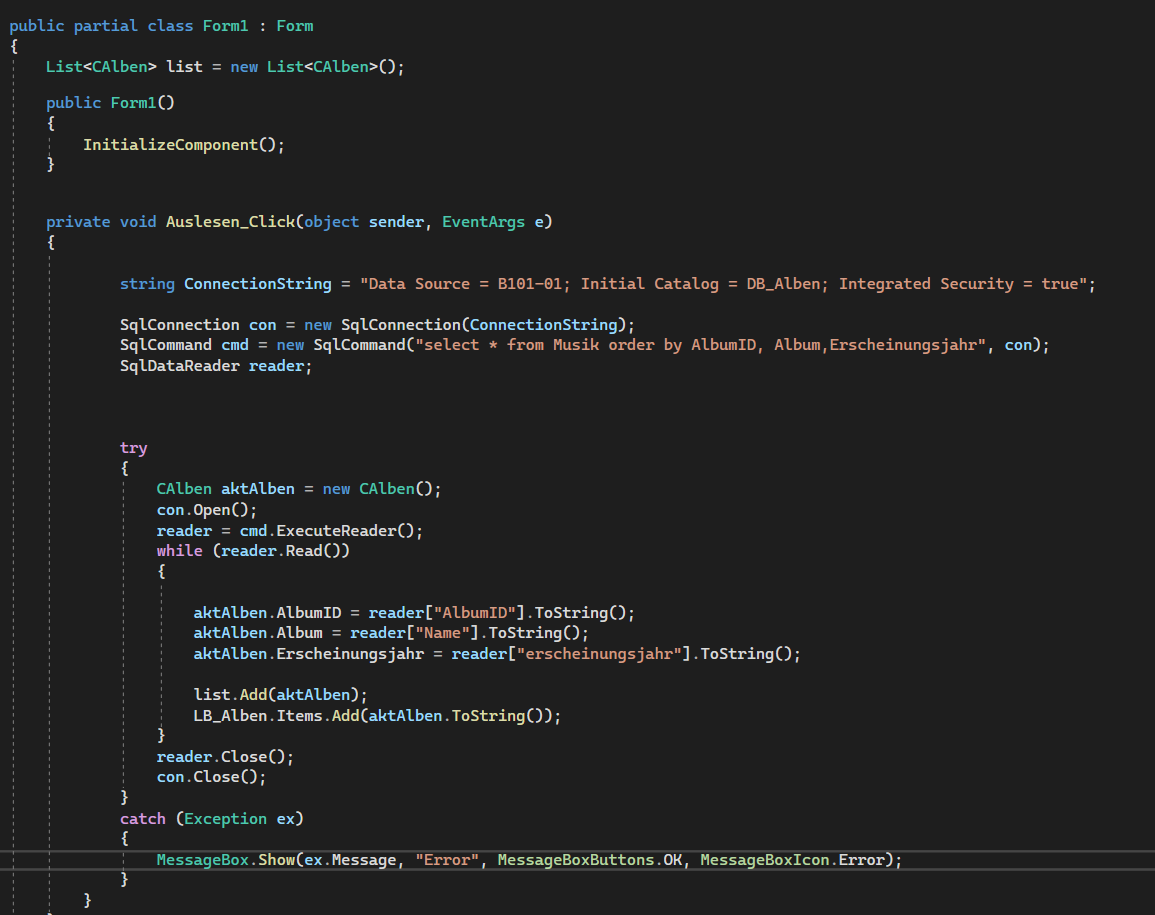 public partial class Form1 : Form
{
List<CAlben> list = new List<CAlben>();
public Form1()
{
InitializeComponent();
}
private void Auslesen_Click(object sender, EventArgs e)
{
string ConnectionString = "Data Source = B101-01; Initial Catalog = DB_Alben; Integrated Security = true";
SqlConnection con = new SqlConnection(ConnectionString);
SqlCommand cmd = new SqlCommand("select * from Musik order by AlbumID, Album,Erscheinungsjahr", con);
SqlDataReader reader;
try
{
CAlben aktAlben = new CAlben();
con.Open();
reader = cmd.ExecuteReader();
while (reader.Read())
{
aktAlben.AlbumID = reader["AlbumID"].ToString();
aktAlben.Album = reader["Name"].ToString();
aktAlben.Erscheinungsjahr = reader["erscheinungsjahr"].ToString();
list.Add(aktAlben);
LB_Alben.Items.Add(aktAlben.ToString());
}
reader.Close();
con.Close();
}
catch (Exception ex)
{
MessageBox.Show(ex.Message, "Error", MessageBoxButtons.OK, MessageBoxIcon.Error);
}
}